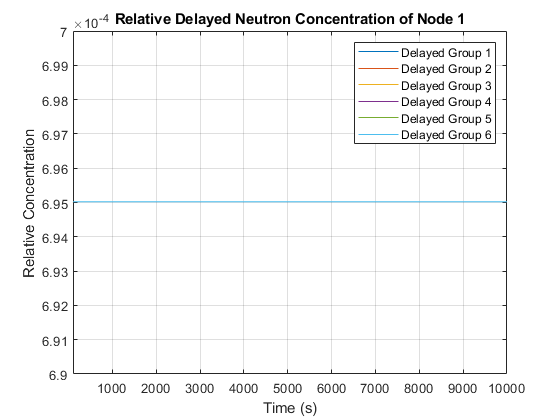 ×10⁻⁴
Relative Delayed Neutron Concentration of Node 1
7
6.99
6.98
6.97
6.96
6.95
6.94
6.93
6.92
6.91
6.9
Relative Concentration
Delayed Group 1
Delayed Group 2
Delayed Group 3
Delayed Group 4
Delayed Group 5
Delayed Group 6
1000 2000 3000 4000 5000 6000 7000 8000 9000 10000
Time (s)